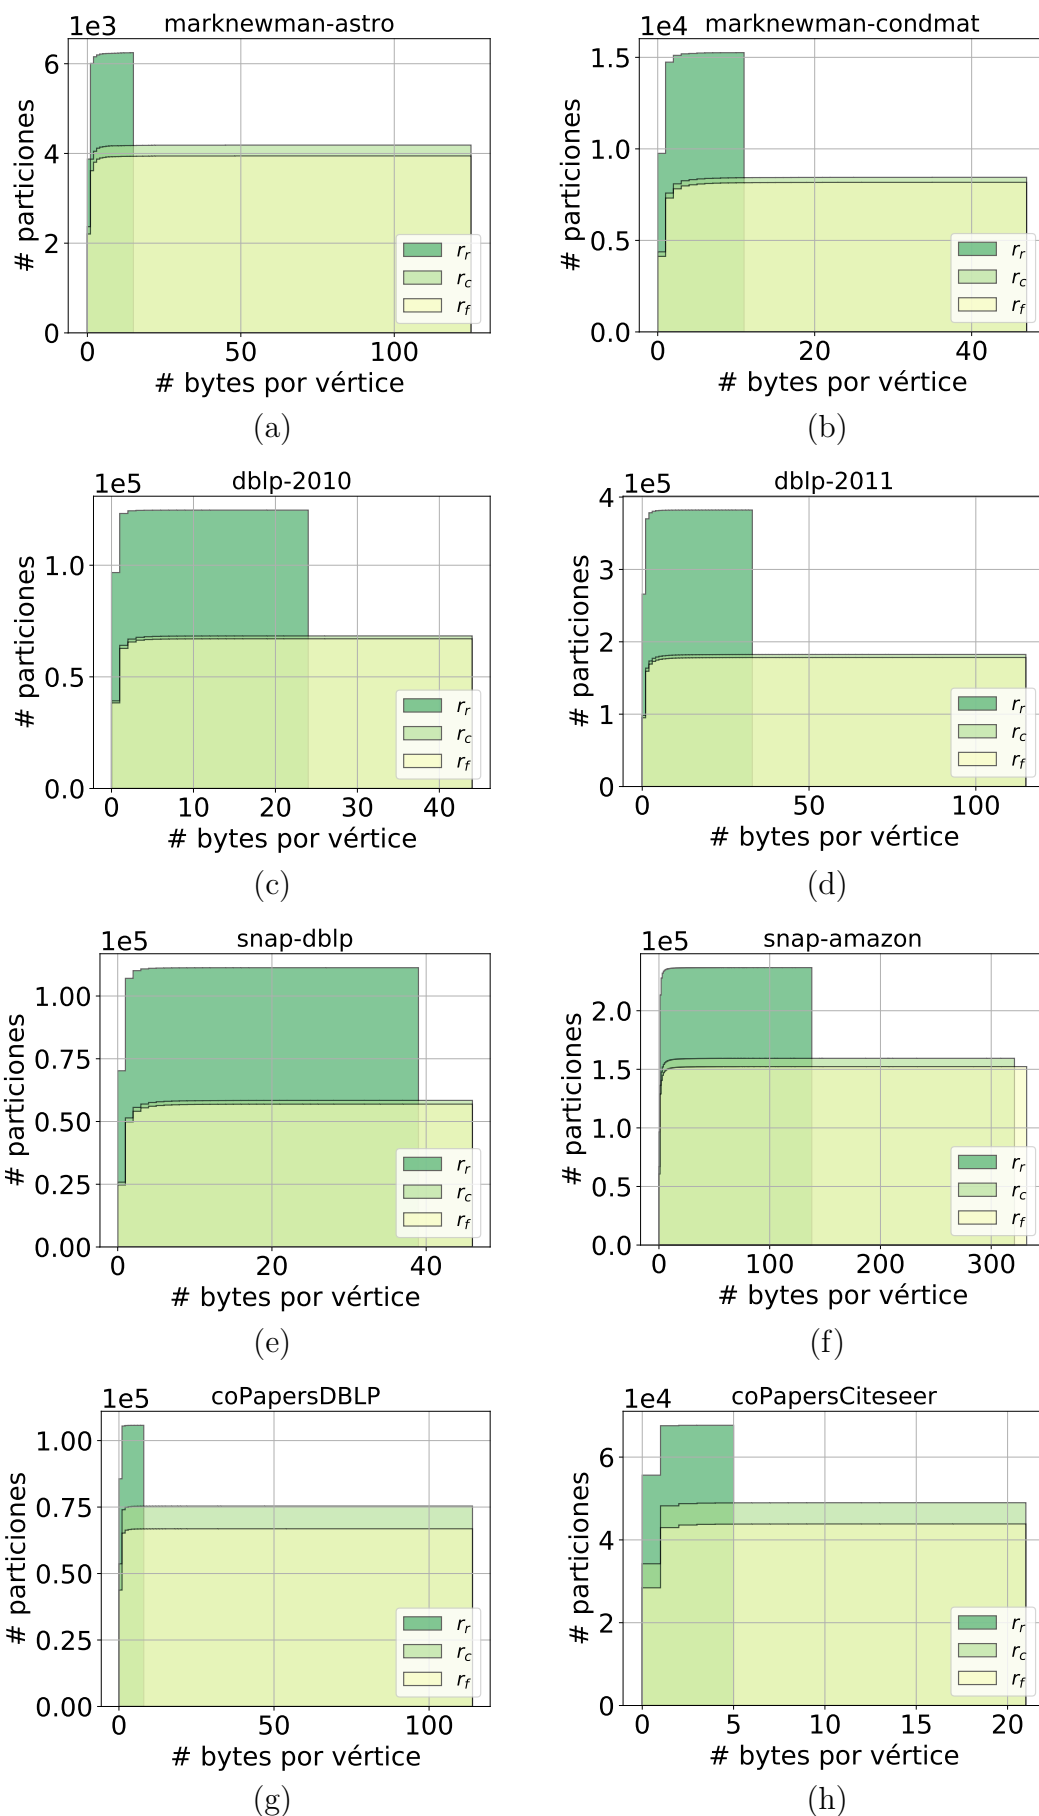 marknewman-astro
1e3
# particiones
6
4
2
0
0 50 100
# bytes por vértice
r_r
r_c
r_f
(a)
marknewman-condmat
1e4
# particiones
1.5
1.0
0.5
0.0
0 20 40
# bytes por vértice
r_r
r_c
r_f
(b)
dblp-2010
1e5
# particiones
1.0
0.5
0.0
0 10 20 30 40
# bytes por vértice
r_r
r_c
r_f
(c)
dblp-2011
1e5
# particiones
4
3
2
1
0
0 50 100
# bytes por vértice
r_r
r_c
r_f
(d)
snap-dblp
1e5
# particiones
1.00
0.75
0.50
0.25
0.00
0 20 40
# bytes por vértice
r_r
r_c
r_f
(e)
snap-amazon
1e5
# particiones
2.0
1.5
1.0
0.5
0.0
0 100 200 300
# bytes por vértice
r_r
r_c
r_f
(f)
coPapersDBLP
1e5
# particiones
1.00
0.75
0.50
0.25
0.00
0 50 100
# bytes por vértice
r_r
r_c
r_f
(g)
coPapersCiteseer
1e4
# particiones
6
4
2
0
0 5 10 15 20
# bytes por vértice
r_r
r_c
r_f
(h)